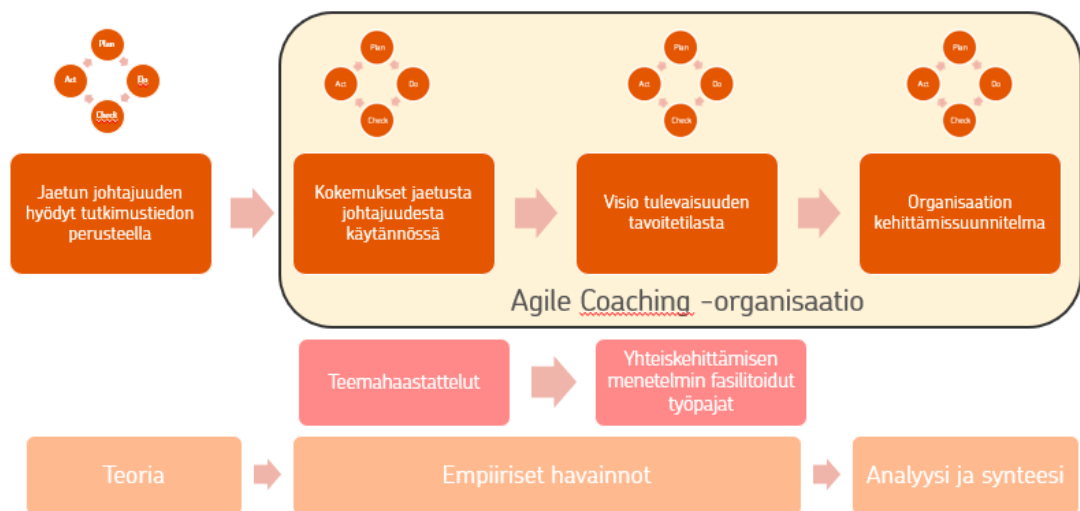 Plan
Act
Do
Check
Plan
Act
Do
Check
Plan
Act
Do
Check
Plan
Act
Do
Check
Jaetun johtajuuden
hyödyt tutkimustiedon
perusteella
Kokemukset jaetusta
johtajuudesta
käytännössä
Visio tulevaisuuden
tavoitetilasta
Organisaation
kehittämissuunnitelma
Agile Coaching -organisaatio
Teemahaastattelut
Yhteiskehittämisen
menetelmin fasilitoidut
työpajat
Teoria
Empiiriset havainnot
Analyysi ja synteesi